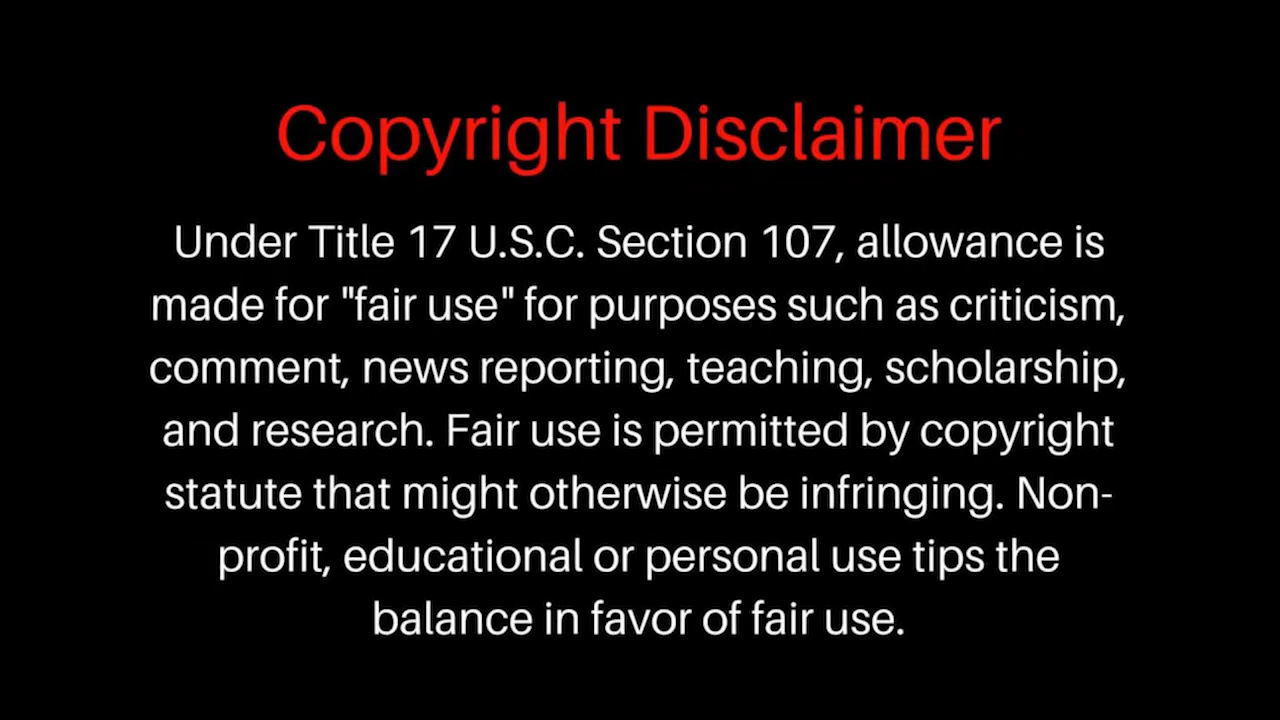 Copyright Disclaimer
Under Title 17 U.S.C. Section 107, allowance is
made for "fair use" for purposes such as criticism,
comment, news reporting, teaching, scholarship,
and research. Fair use is permitted by copyright
statute that might otherwise be infringing. Non-
profit, educational or personal use tips the
balance in favor of fair use.